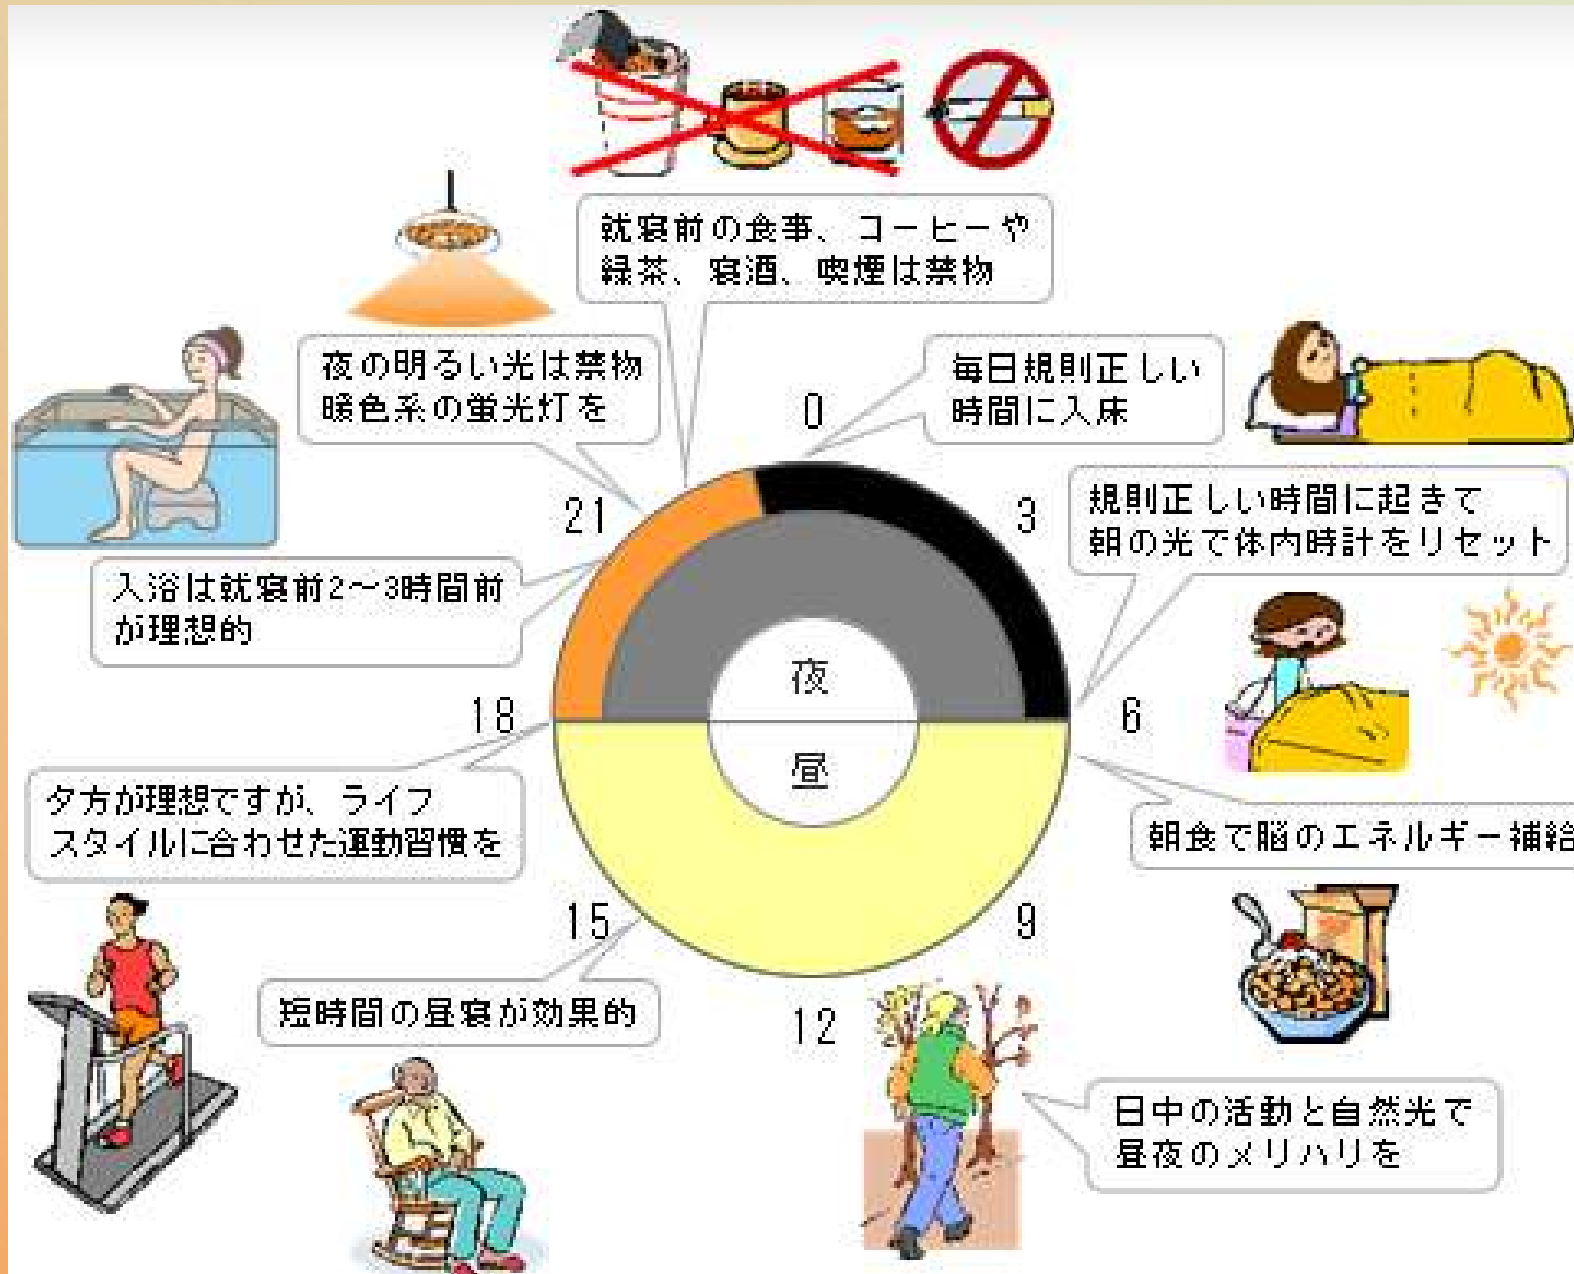 就寝前の食事、コーヒーや
緑茶、寝酒、喫煙は禁物
夜の明るい光は禁物
暖色系の蛍光灯を
毎日規則正しい
時間に入床
0
21
3
規則正しい時間に起きて
朝の光で体内時計をリセット
入浴は就寝前2〜3時間前
が理想的
夜
18
6
昼
夕方が理想ですが、ライフ
スタイルに合わせた運動習慣を
朝食で脳のエネルギー補給
15
9
短時間の昼寝が効果的
12
日中の活動と自然光で
昼夜のメリハリを